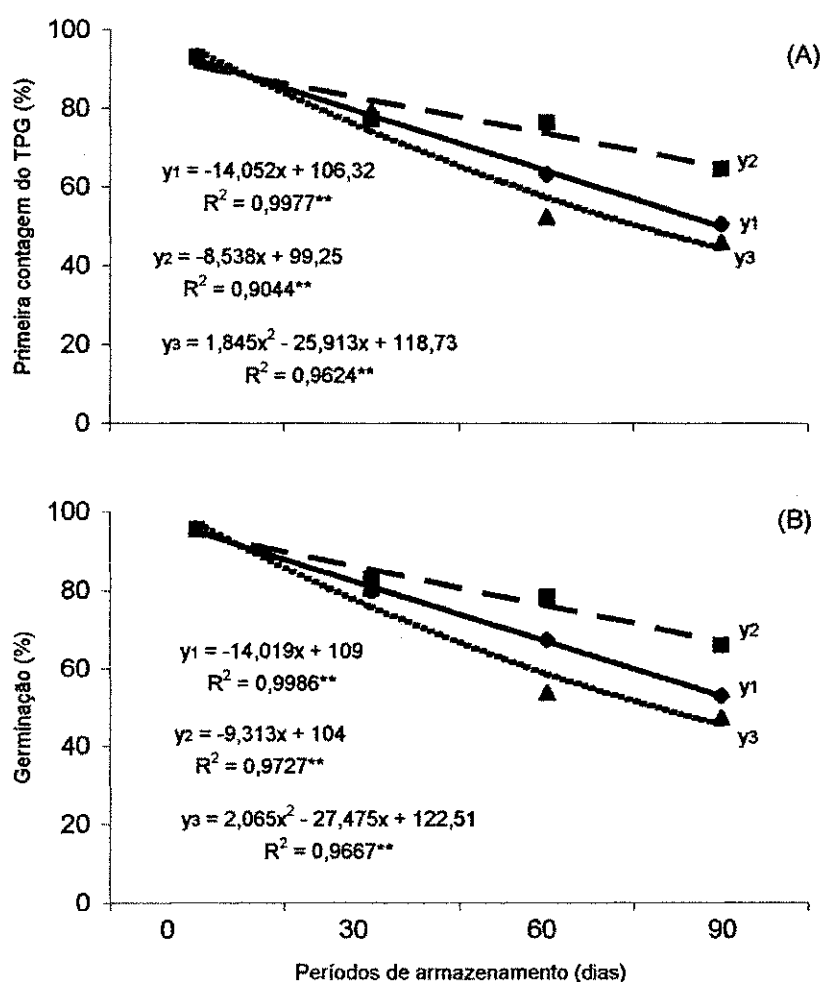 (A)
Primeira contagem do TPG (%)
100
80
60
40
20
0
y1 = -14,052x + 106,32
R² = 0,9977**
y2 = -8,538x + 99,25
R² = 0,9044**
y3 = 1,845x² - 25,913x + 118,73
R² = 0,9624**
y2
y1
y3
(B)
Germinação (%)
100
80
60
40
20
0
y1 = -14,019x + 109
R² = 0,9986**
y2 = -9,313x + 104
R² = 0,9727**
y3 = 2,065x² - 27,475x + 122,51
R² = 0,9667**
y2
y1
y3
0 30 60 90
Períodos de armazenamento (dias)